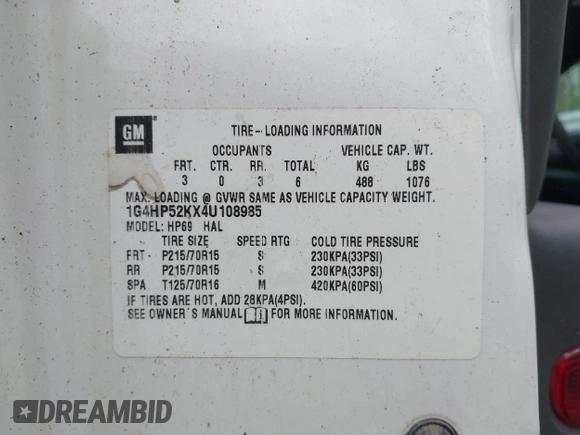 GM
TIRE-LOADING INFORMATION
OCCUPANTS VEHICLE CAP. WT.
FRT. CTR. RR. TOTAL KG LBS
3 0 3 6 488 1076
MAX. LOADING @ GVWR SAME AS VEHICLE CAPACITY WEIGHT.
1G4HP52KX4U108985
MODEL: HP69 HAL
TIRE SIZE SPEED RTG COLD TIRE PRESSURE
FRT P215/70R15 S 230KPA(33PSI)
RR P215/70R15 S 230KPA(33PSI)
SPA T125/70R16 M 420KPA(60PSI)
IF TIRES ARE HOT, ADD 28KPA(4PSI).
SEE OWNER'S MANUAL FOR MORE INFORMATION.
DREAMBID